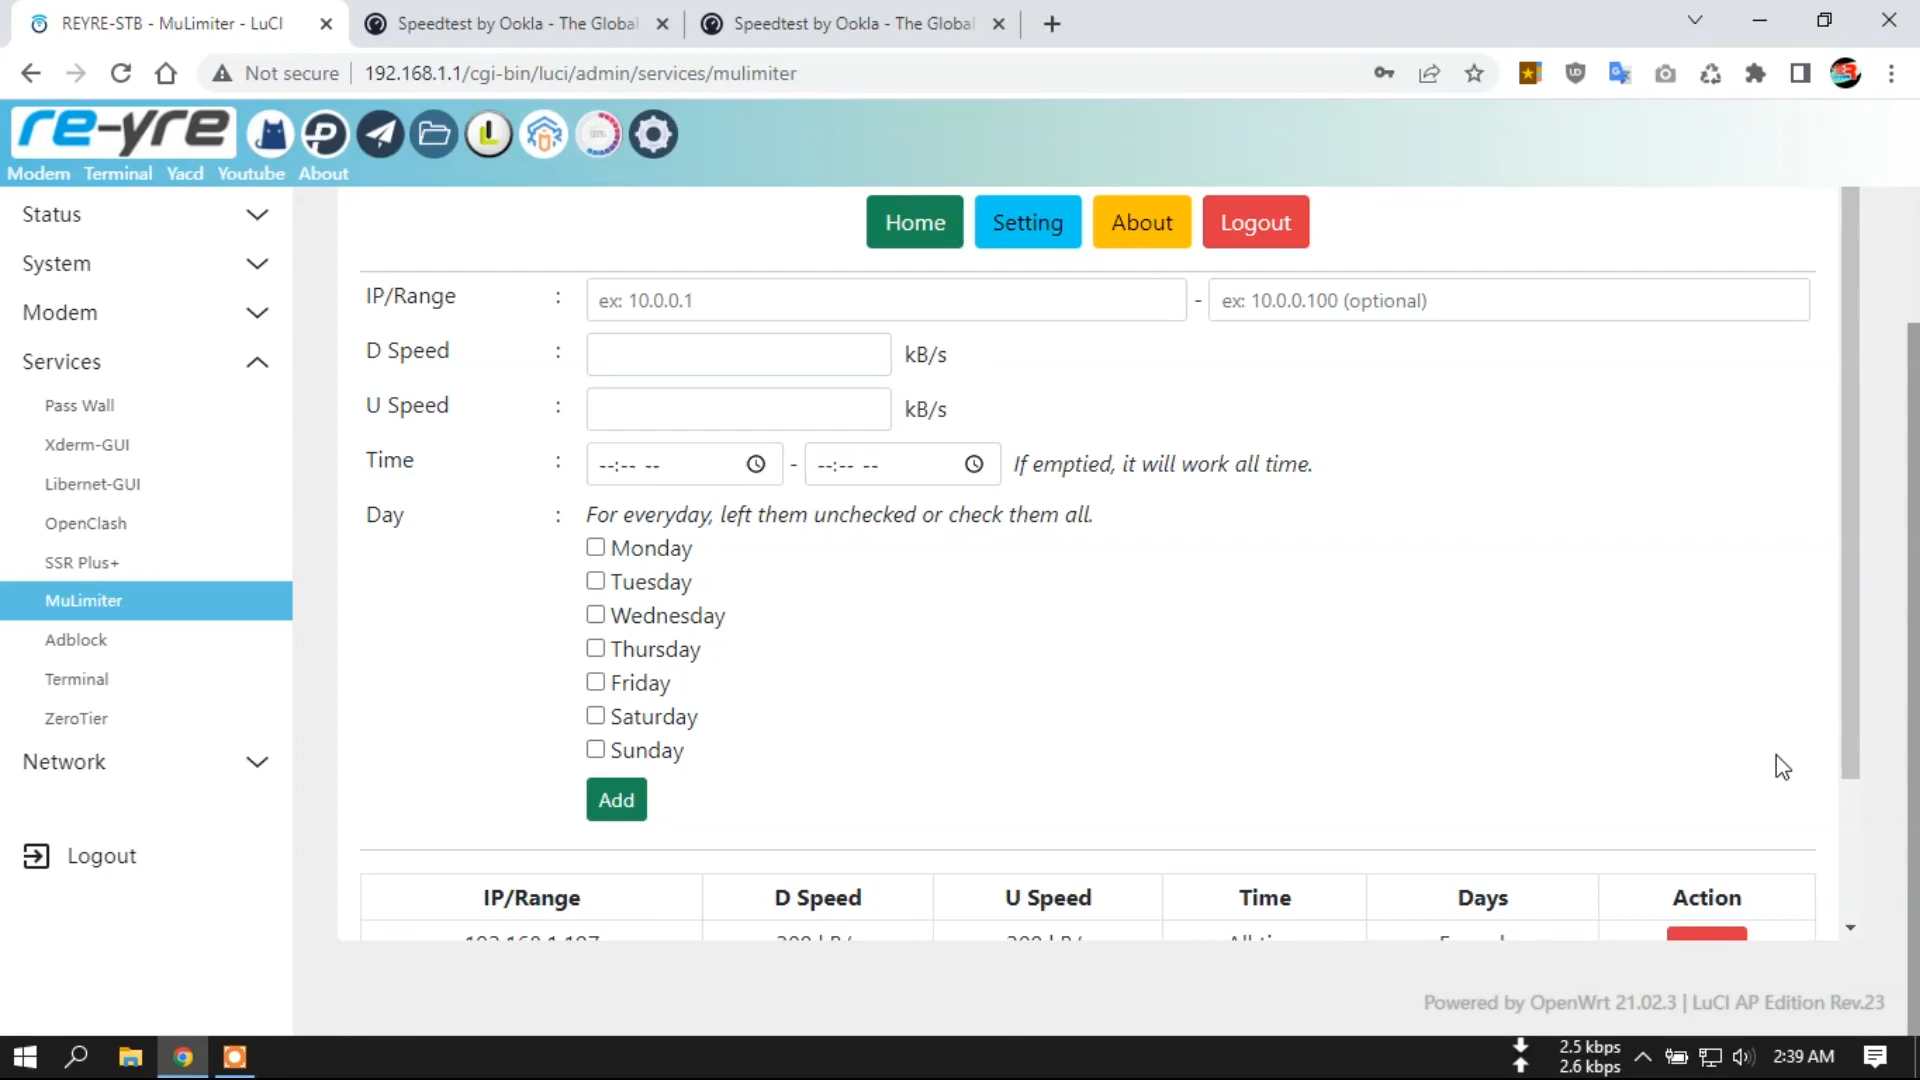 REYRE-STB - MuLimiter - LuCI
Speedtest by Ookla - The Global
Speedtest by Ookla - The Global
Not secure
192.168.1.1/cgi-bin/luci/admin/services/mulimiter
re-yre
Modem Terminal Yacd Youtube About
Status
System
Modem
Services
Pass Wall
Xderm-GUI
Libernet-GUI
OpenClash
SSR Plus+
MuLimiter
Adblock
Terminal
ZeroTier
Network
Logout
Home Setting About Logout
IP/Range : ex: 10.0.0.1 - ex: 10.0.0.100 (optional)
D Speed : kB/s
U Speed : kB/s
Time : --:-- -- - --:-- -- If emptied, it will work all time.
Day : For everyday, left them unchecked or check them all.
Monday
Tuesday
Wednesday
Thursday
Friday
Saturday
Sunday
Add
IP/Range D Speed U Speed Time Days Action
Powered by OpenWrt 21.02.3 | LuCI AP Edition Rev.23
2.5 kbps
2.6 kbps
2:39 AM